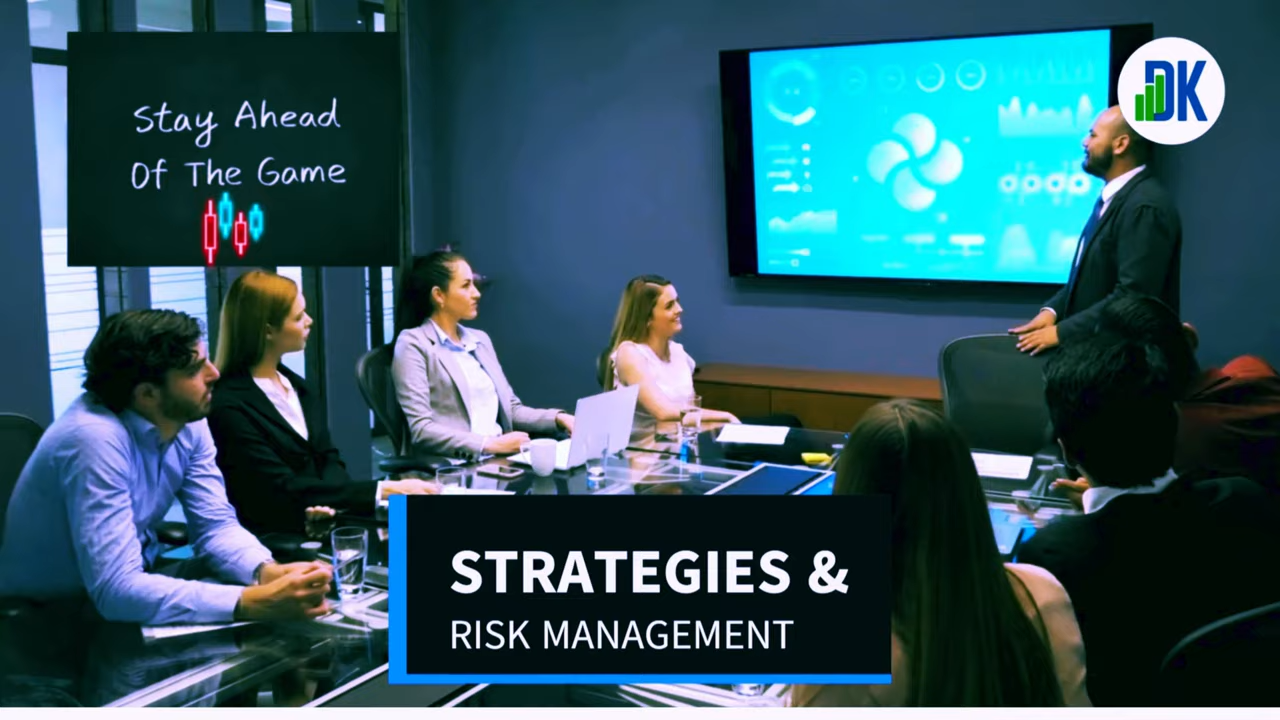 Stay Ahead
Of The Game
DK
STRATEGIES &
RISK MANAGEMENT